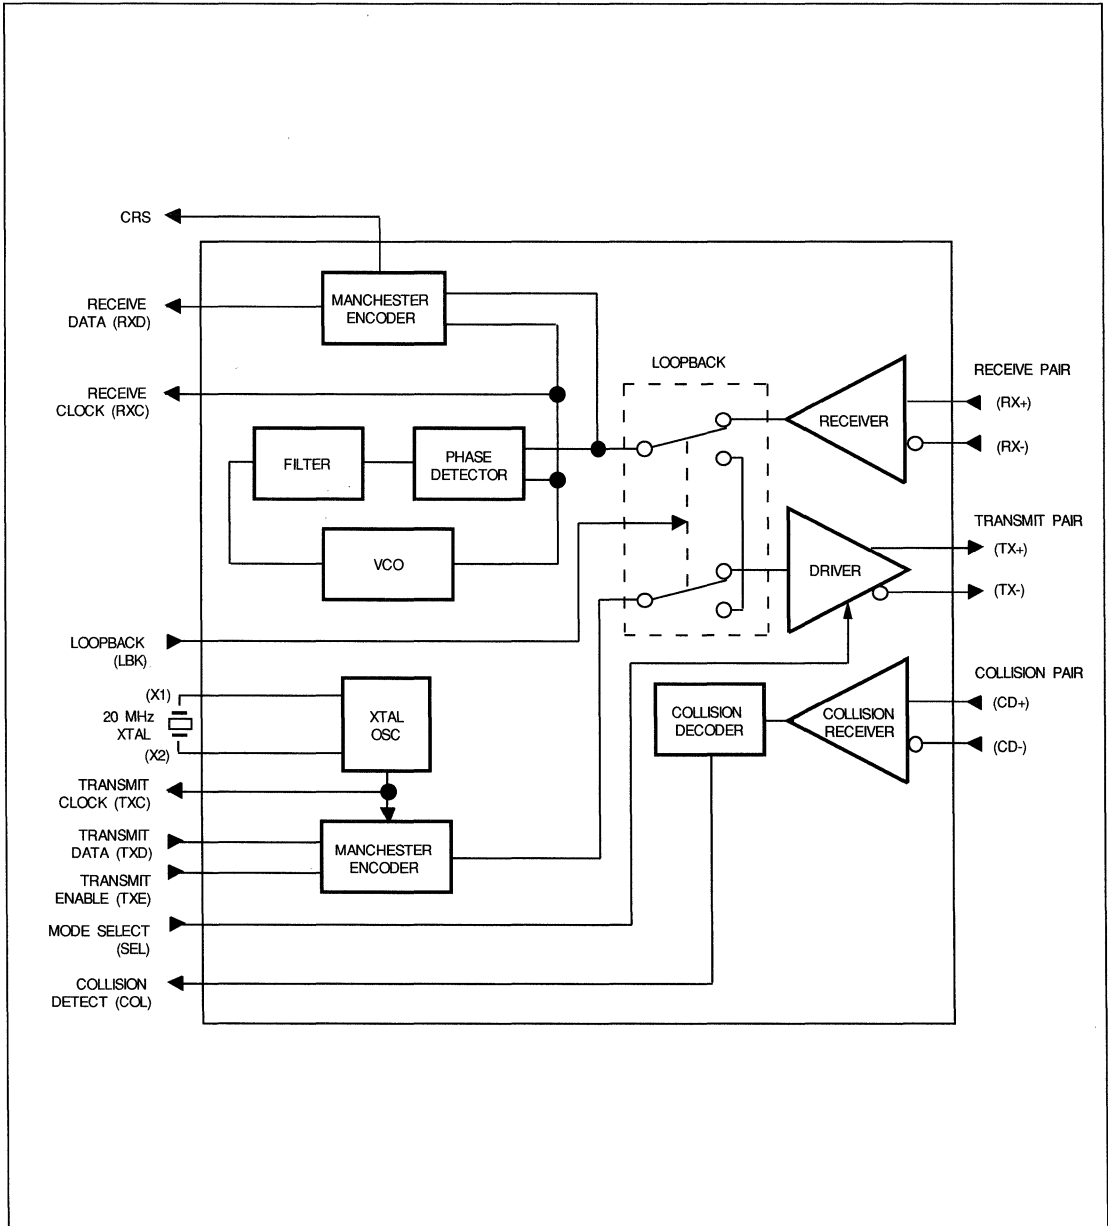 CRS
RECEIVE
DATA (RXD)
MANCHESTER
ENCODER
RECEIVE
CLOCK (RXC)
LOOPBACK
RECEIVE PAIR
(RX+)
(RX-)
RECEIVER
FILTER
PHASE
DETECTOR
VCO
TRANSMIT PAIR
(TX+)
(TX-)
DRIVER
LOOPBACK
(LBK)
(X1)
20 MHz
XTAL
(X2)
XTAL
OSC
COLLISION
DECODER
COLLISION
RECEIVER
COLLISION PAIR
(CD+)
(CD-)
TRANSMIT
CLOCK (TXC)
TRANSMIT
DATA (TXD)
TRANSMIT
ENABLE (TXE)
MANCHESTER
ENCODER
MODE SELECT
(SEL)
COLLISION
DETECT (COL)